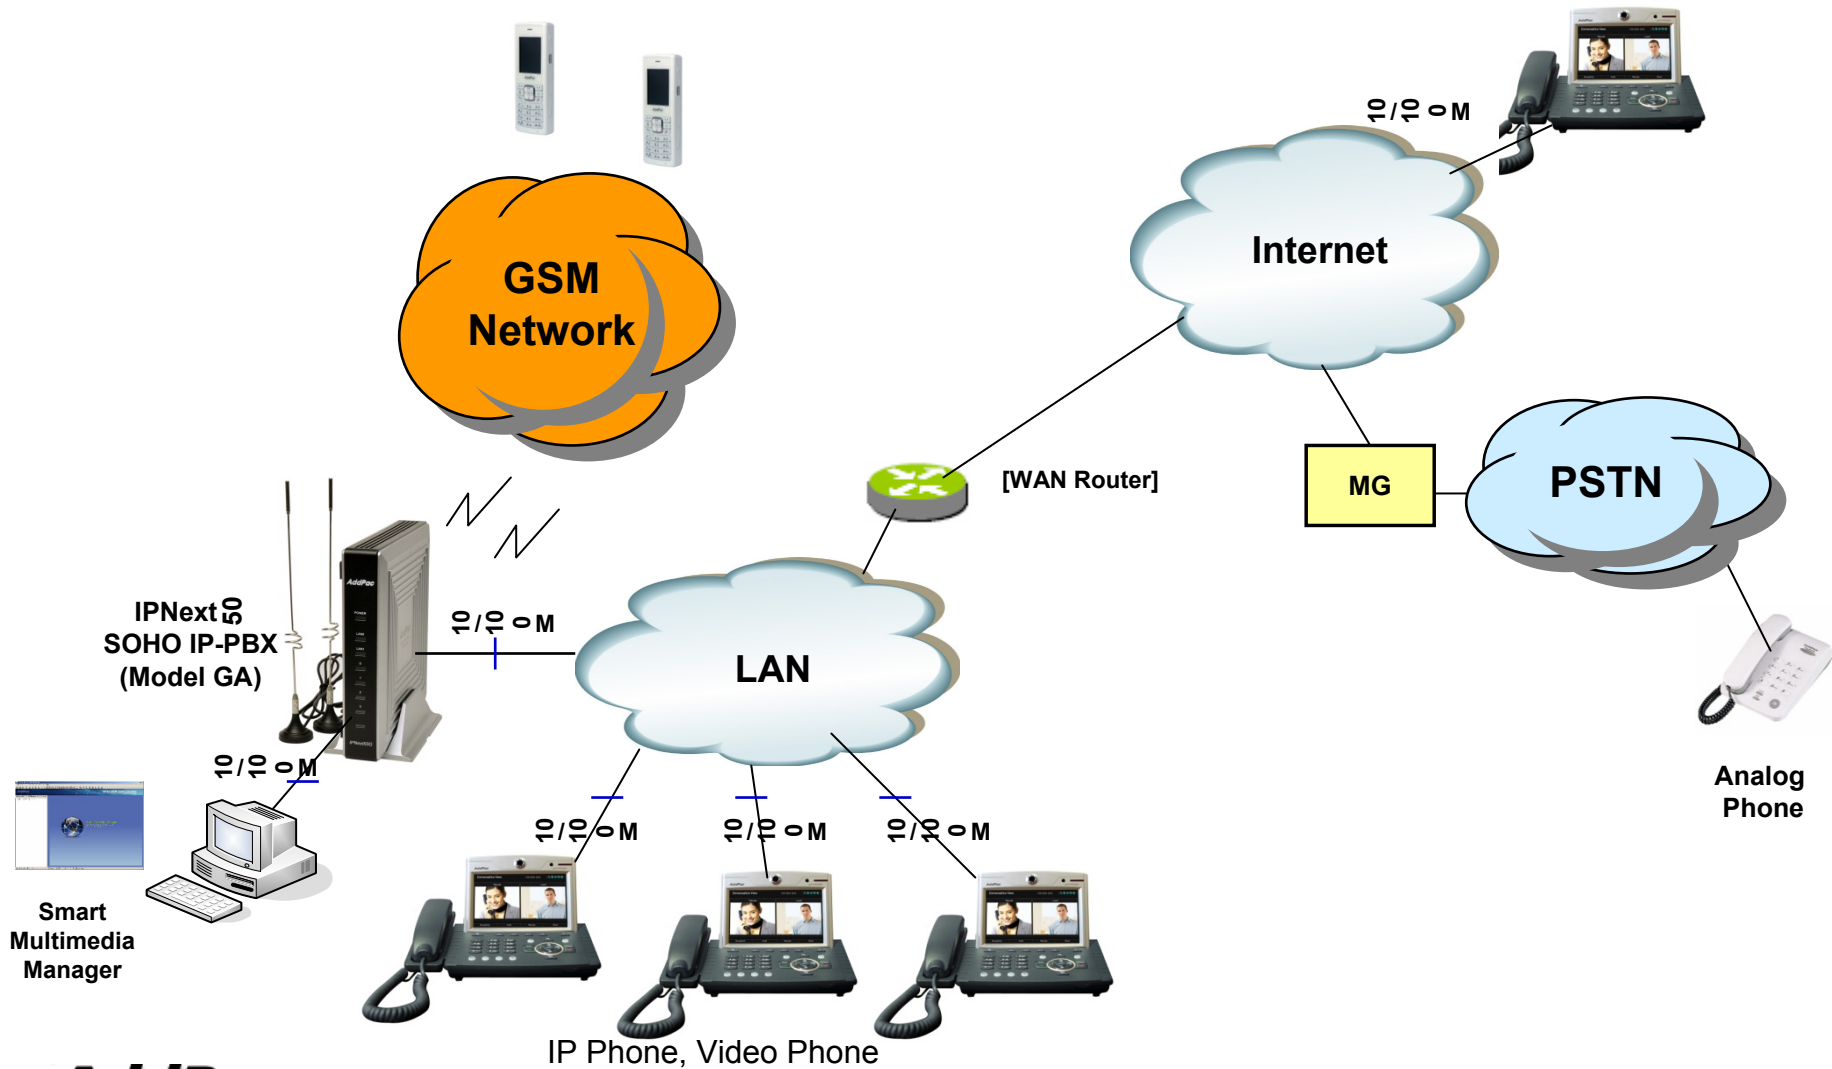 10/100M
Internet
GSM
Network
[WAN Router]
MG
PSTN
AddPac
IPNext50
SOHO IP-PBX
(Model GA)
10/100M
LAN
10/100M
10/100M
10/100M
10/100M
Analog
Phone
Smart
Multimedia
Manager
IP Phone, Video Phone